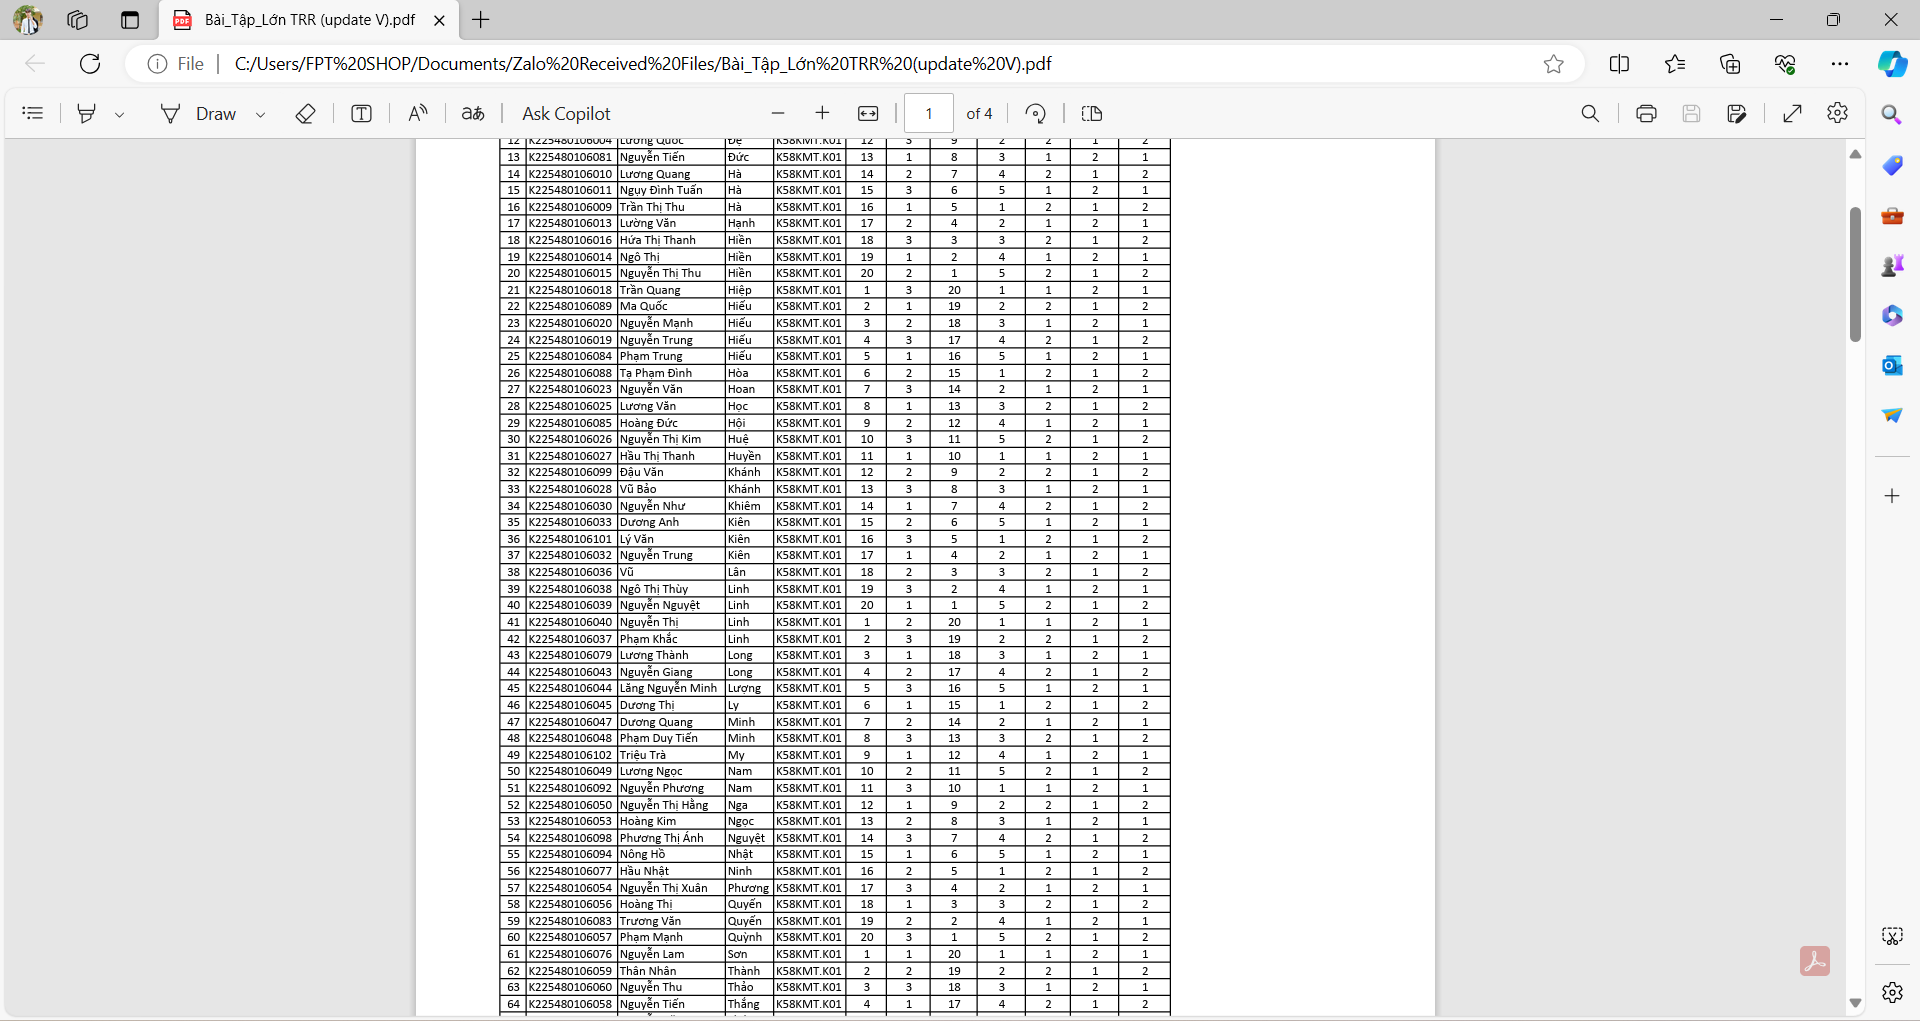 Bài_Tập_Lớn TRR (update V).pdf
File C:/Users/FPT%20SHOP/Documents/Zalo%20Received%20Files/Bài_Tập_Lớn%20TRR%20(update%20V).pdf
Draw aあ Ask Copilot 1 of 4
12 K225480106004 Lương Quốc Đệ K58KMT.K01 12 3 9 2 2 1 2
13 K225480106081 Nguyễn Tiến Đức K58KMT.K01 13 1 8 3 1 2 1
14 K225480106010 Lương Quang Hà K58KMT.K01 14 2 7 4 2 1 2
15 K225480106011 Ngụy Đình Tuấn Hà K58KMT.K01 15 3 6 5 1 2 1
16 K225480106009 Trần Thị Thu Hà K58KMT.K01 16 1 5 1 2 1 2
17 K225480106013 Lường Văn Hạnh K58KMT.K01 17 2 4 2 1 2 1
18 K225480106016 Hứa Thị Thanh Hiền K58KMT.K01 18 3 3 3 2 1 2
19 K225480106014 Ngô Thị Hiền K58KMT.K01 19 1 2 4 1 2 1
20 K225480106015 Nguyễn Thị Thu Hiền K58KMT.K01 20 2 1 5 2 1 2
21 K225480106018 Trần Quang Hiệp K58KMT.K01 1 3 20 1 1 2 1
22 K225480106089 Ma Quốc Hiếu K58KMT.K01 2 1 19 2 2 1 2
23 K225480106020 Nguyễn Mạnh Hiếu K58KMT.K01 3 2 18 3 1 2 1
24 K225480106019 Nguyễn Trung Hiếu K58KMT.K01 4 3 17 4 2 1 2
25 K225480106084 Phạm Trung Hiếu K58KMT.K01 5 1 16 5 1 2 1
26 K225480106088 Tạ Phạm Đình Hòa K58KMT.K01 6 2 15 1 2 1 2
27 K225480106023 Nguyễn Văn Hoan K58KMT.K01 7 3 14 2 1 2 1
28 K225480106025 Lương Văn Học K58KMT.K01 8 1 13 3 2 1 2
29 K225480106085 Hoàng Đức Hội K58KMT.K01 9 2 12 4 1 2 1
30 K225480106026 Nguyễn Thị Kim Huệ K58KMT.K01 10 3 11 5 2 1 2
31 K225480106027 Hầu Thị Thanh Huyền K58KMT.K01 11 1 10 1 1 2 1
32 K225480106099 Đậu Văn Khánh K58KMT.K01 12 2 9 2 2 1 2
33 K225480106028 Vũ Bảo Khánh K58KMT.K01 13 3 8 3 1 2 1
34 K225480106030 Nguyễn Như Khiêm K58KMT.K01 14 1 7 4 2 1 2
35 K225480106033 Dương Anh Kiên K58KMT.K01 15 2 6 5 1 2 1
36 K225480106101 Lý Văn Kiên K58KMT.K01 16 3 5 1 2 1 2
37 K225480106032 Nguyễn Trung Kiên K58KMT.K01 17 1 4 2 1 2 1
38 K225480106036 Vũ Lân K58KMT.K01 18 2 3 3 2 1 2
39 K225480106038 Ngô Thị Thùy Linh K58KMT.K01 19 3 2 4 1 2 1
40 K225480106039 Nguyễn Nguyệt Linh K58KMT.K01 20 1 1 5 2 1 2
41 K225480106040 Nguyễn Thị Linh K58KMT.K01 1 2 20 1 1 2 1
42 K225480106037 Phạm Khắc Linh K58KMT.K01 2 3 19 2 2 1 2
43 K225480106079 Lương Thành Long K58KMT.K01 3 1 18 3 1 2 1
44 K225480106043 Nguyễn Giang Long K58KMT.K01 4 2 17 4 2 1 2
45 K225480106044 Lăng Nguyễn Minh Lượng K58KMT.K01 5 3 16 5 1 2 1
46 K225480106045 Dương Thị Ly K58KMT.K01 6 1 15 1 2 1 2
47 K225480106047 Dương Quang Minh K58KMT.K01 7 2 14 2 1 2 1
48 K225480106048 Phạm Duy Tiến Minh K58KMT.K01 8 3 13 3 2 1 2
49 K225480106102 Triệu Trà My K58KMT.K01 9 1 12 4 1 2 1
50 K225480106049 Lương Ngọc Nam K58KMT.K01 10 2 11 5 2 1 2
51 K225480106092 Nguyễn Phương Nam K58KMT.K01 11 3 10 1 1 2 1
52 K225480106050 Nguyễn Thị Hằng Nga K58KMT.K01 12 1 9 2 2 1 2
53 K225480106053 Hoàng Kim Ngọc K58KMT.K01 13 2 8 3 1 2 1
54 K225480106098 Phương Thị Ánh Nguyệt K58KMT.K01 14 3 7 4 2 1 2
55 K225480106094 Nông Hồ Nhật K58KMT.K01 15 1 6 5 1 2 1
56 K225480106077 Hầu Nhật Ninh K58KMT.K01 16 2 5 1 2 1 2
57 K225480106054 Nguyễn Thị Xuân Phương K58KMT.K01 17 3 4 2 1 2 1
58 K225480106056 Hoàng Thị Quyến K58KMT.K01 18 1 3 3 2 1 2
59 K225480106083 Trương Văn Quyến K58KMT.K01 19 2 2 4 1 2 1
60 K225480106057 Phạm Mạnh Quỳnh K58KMT.K01 20 3 1 5 2 1 2
61 K225480106076 Nguyễn Lam Sơn K58KMT.K01 1 1 20 1 1 2 1
62 K225480106059 Thân Nhân Thành K58KMT.K01 2 2 19 2 2 1 2
63 K225480106060 Nguyễn Thu Thảo K58KMT.K01 3 3 18 3 1 2 1
64 K225480106058 Nguyễn Tiến Thắng K58KMT.K01 4 1 17 4 2 1 2